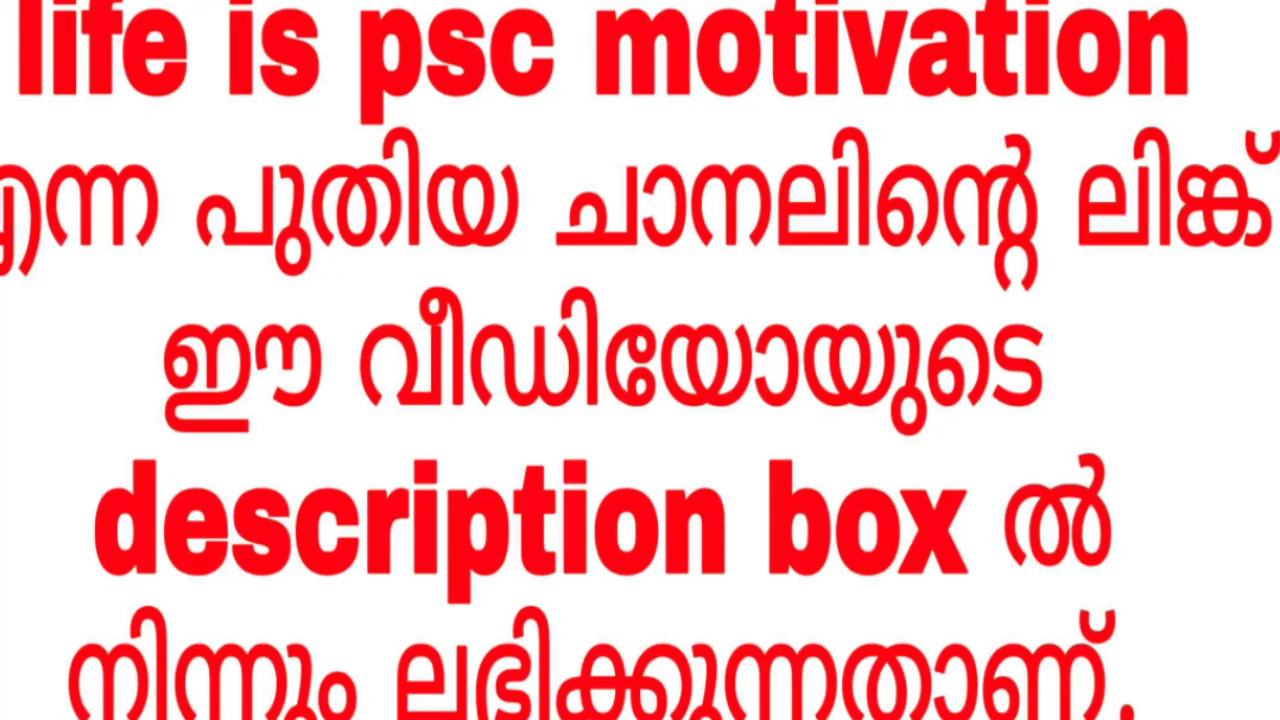 life is psc motivation
എന്ന പുതിയ ചാനലിന്റെ ലിങ്ക്
ഈ വീഡിയോയുടെ
description box ൽ
നിന്നും ലഭിക്കുന്നതാണ്.